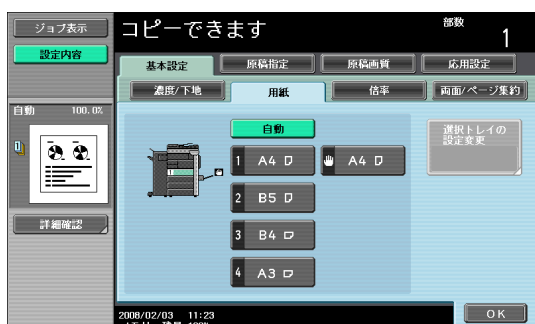 ジョブ表示
設定内容
コピーできます
部数
1
基本設定
原稿指定
原稿画質
応用設定
濃度/下地
用紙
倍率
両面/ページ集約
自動 100.0%
詳細確認
自動
選択トレイの
設定変更
1 A4
A4
2 B5
3 B4
4 A3
2008/02/03 11:23
OK